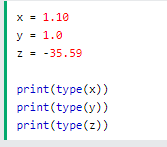 x = 1.10
y = 1.0
z = -35.59
print(type(x))
print(type(y))
print(type(z))